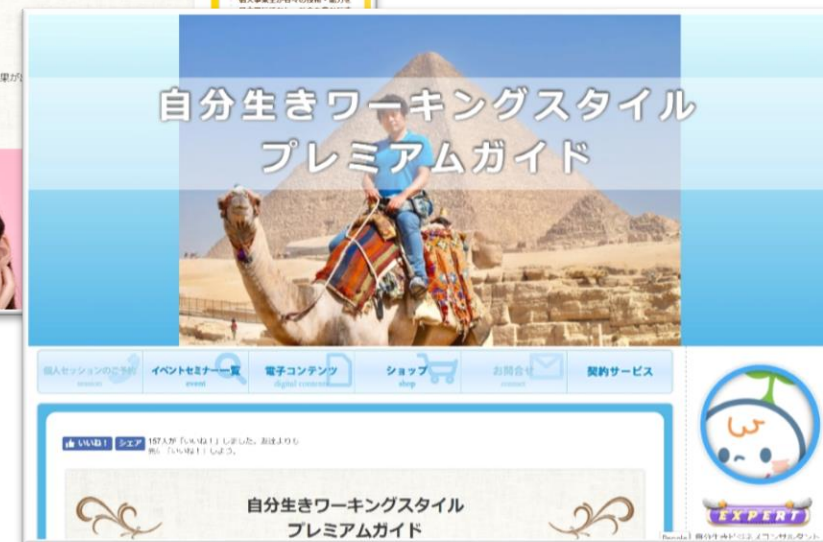 自分生きワーキングスタイル
プレミアムガイド
個人セッションのご予約
session
イベントセミナー一覧
event
電子コンテンツ
digital content
ショップ
shop
お問合せ
contact
契約サービス
いいね！ シェア 157人が「いいね！」しました。友達よりも
先に「いいね！」しよう。
自分生きワーキングスタイル
プレミアムガイド
EXPERT